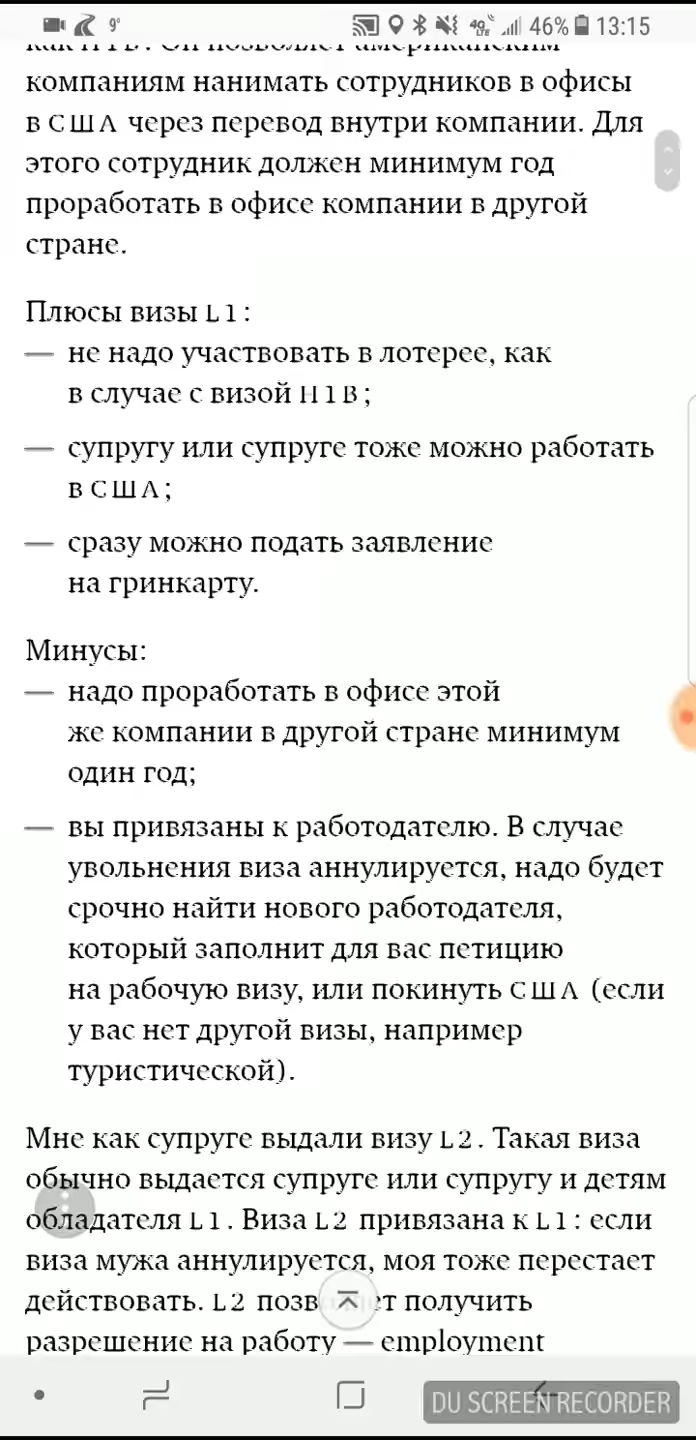 9°
4G LTE 46% 13:15
компаниям нанимать сотрудников в офисы
в США через перевод внутри компании. Для
этого сотрудник должен минимум год
проработать в офисе компании в другой
стране.
Плюсы визы L1:
— не надо участвовать в лотерее, как
в случае с визой H1B;
— супругу или супруге тоже можно работать
в США;
— сразу можно подать заявление
на гринкарту.
Минусы:
— надо проработать в офисе этой
же компании в другой стране минимум
один год;
— вы привязаны к работодателю. В случае
увольнения виза аннулируется, надо будет
срочно найти нового работодателя,
который заполнит для вас петицию
на рабочую визу, или покинуть США (если
у вас нет другой визы, например
туристической).
Мне как супруге выдали визу L2. Такая виза
обычно выдается супруге или супругу и детям
обладателя L1. Виза L2 привязана к L1: если
виза мужа аннулируется, моя тоже перестает
действовать. L2 получить
разрешение на работу — employment
DU SCREEN RECORDER